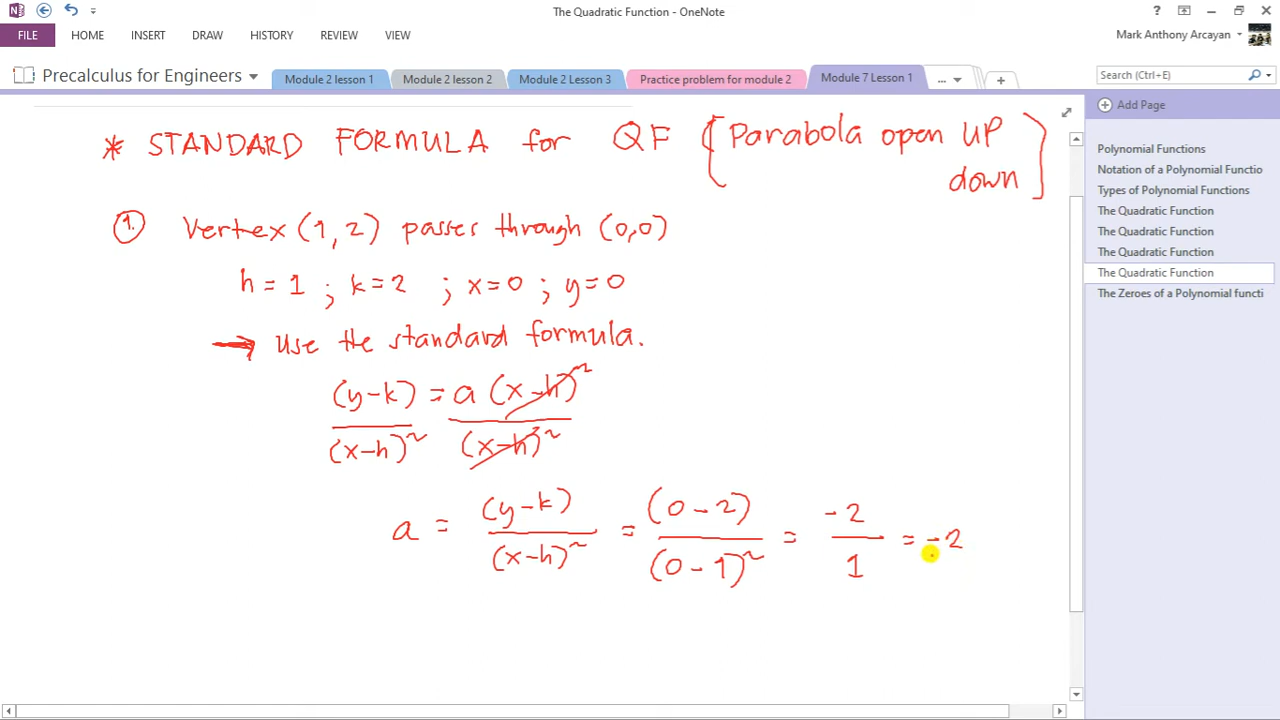 The Quadratic Function - OneNote
FILE HOME INSERT DRAW HISTORY REVIEW VIEW Mark Anthony Arcayan
Precalculus for Engineers Module 2 lesson 1 Module 2 lesson 2 Module 2 Lesson 3 Practice problem for module 2 Module 7 Lesson 1 ... Search (Ctrl+E)
* STANDARD FORMULA for QF [Parabola open UP
down]
1. Vertex (1, 2) passes through (0,0)
h = 1 ; k = 2 ; x = 0 ; y = 0
→ Use the standard formula.
(y-k) = a (x-h)²
(x-h)² (x-h)²
a = (y-k) / (x-h)² = (0 - 2) / (0 - 1)² = -2 / 1 = -2
Add Page
Polynomial Functions
Notation of a Polynomial Functio
Types of Polynomial Functions
The Quadratic Function
The Quadratic Function
The Quadratic Function
The Quadratic Function
The Zeroes of a Polynomial functi